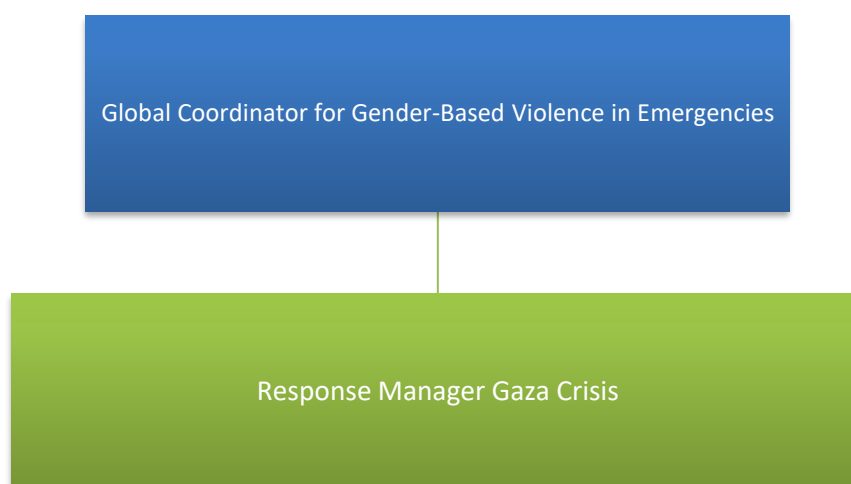 Global Coordinator for Gender-Based Violence in Emergencies
Response Manager Gaza Crisis